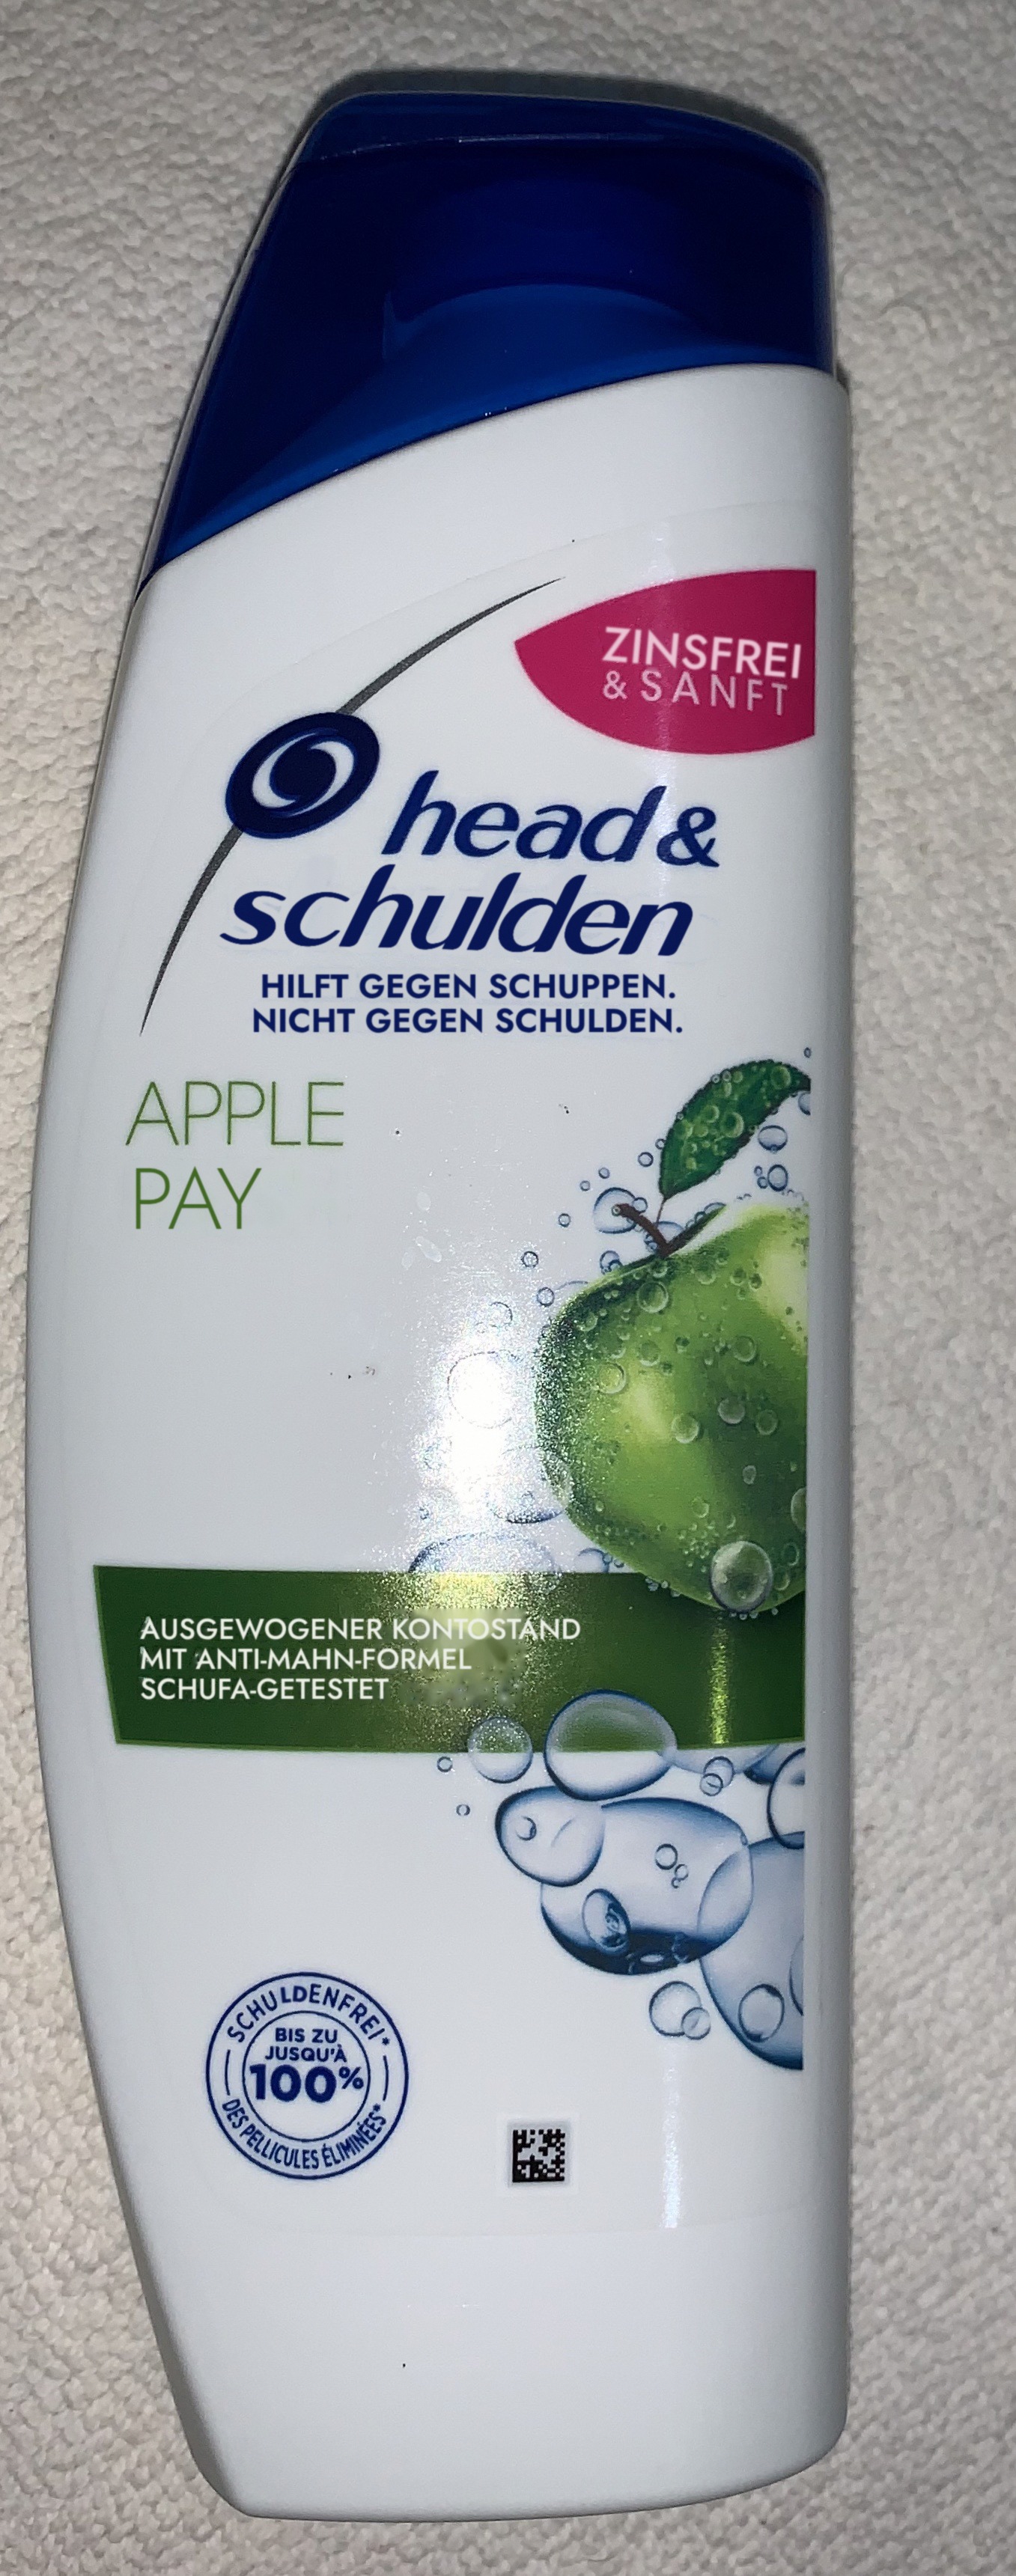 ZINSFREI
& SANFT
head &
schulden
HILFT GEGEN SCHUPPEN.
NICHT GEGEN SCHULDEN.
APPLE
PAY
AUSGEWOGENER KONTOSTAND
MIT ANTI-MAHN-FORMEL
SCHUFA-GETESTET
SCHULDENFREI*
BIS ZU
JUSQU'À
100%
DES PELLICULES ÉLIMINÉES*